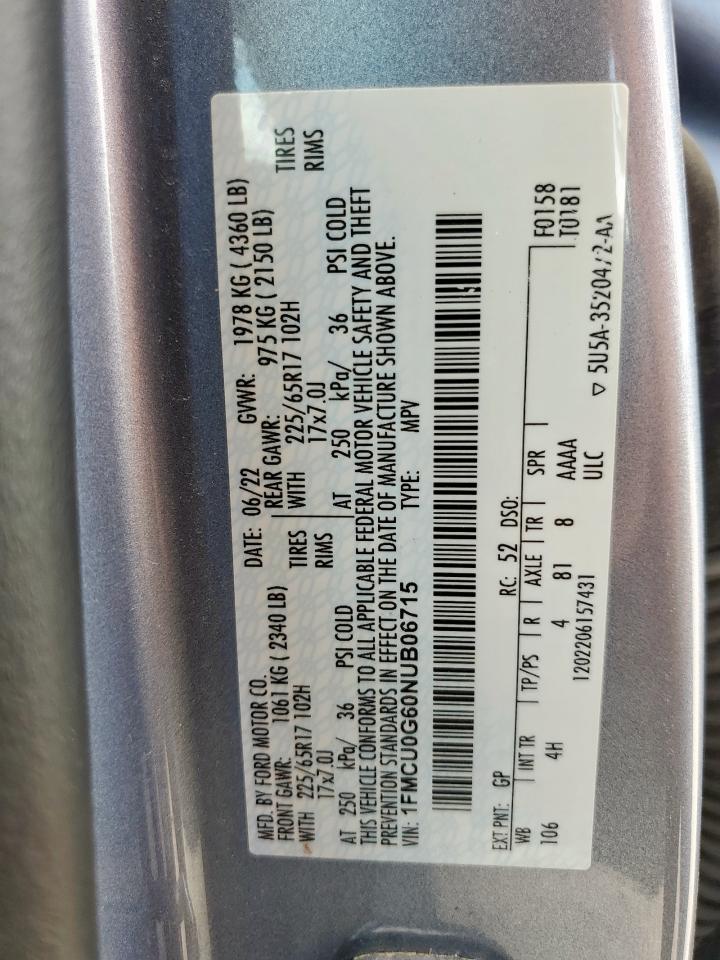 MFD. BY FORD MOTOR CO.
DATE: 06/22 GVWR: 1978 KG ( 4360 LB)
FRONT GAWR: 1061 KG ( 2340 LB) REAR GAWR: 975 KG ( 2150 LB)
WITH 225/65R17 102H TIRES WITH 225/65R17 102H TIRES
17x7.0J RIMS 17x7.0J RIMS
AT 250 kPa/ 36 PSI COLD AT 250 kPa/ 36 PSI COLD
THIS VEHICLE CONFORMS TO ALL APPLICABLE FEDERAL MOTOR VEHICLE SAFETY AND THEFT
PREVENTION STANDARDS IN EFFECT ON THE DATE OF MANUFACTURE SHOWN ABOVE.
VIN: 1FMCU0G60NUB06715 TYPE: MPV
EXT PNT: GP RC: 52 DSO:
WB INT TR TP/PS R AXLE TR SPR F0158
106 4H 4 81 8 AAAA T0181
1202206157431 ULC
▽ 5U5A-3520472-AA